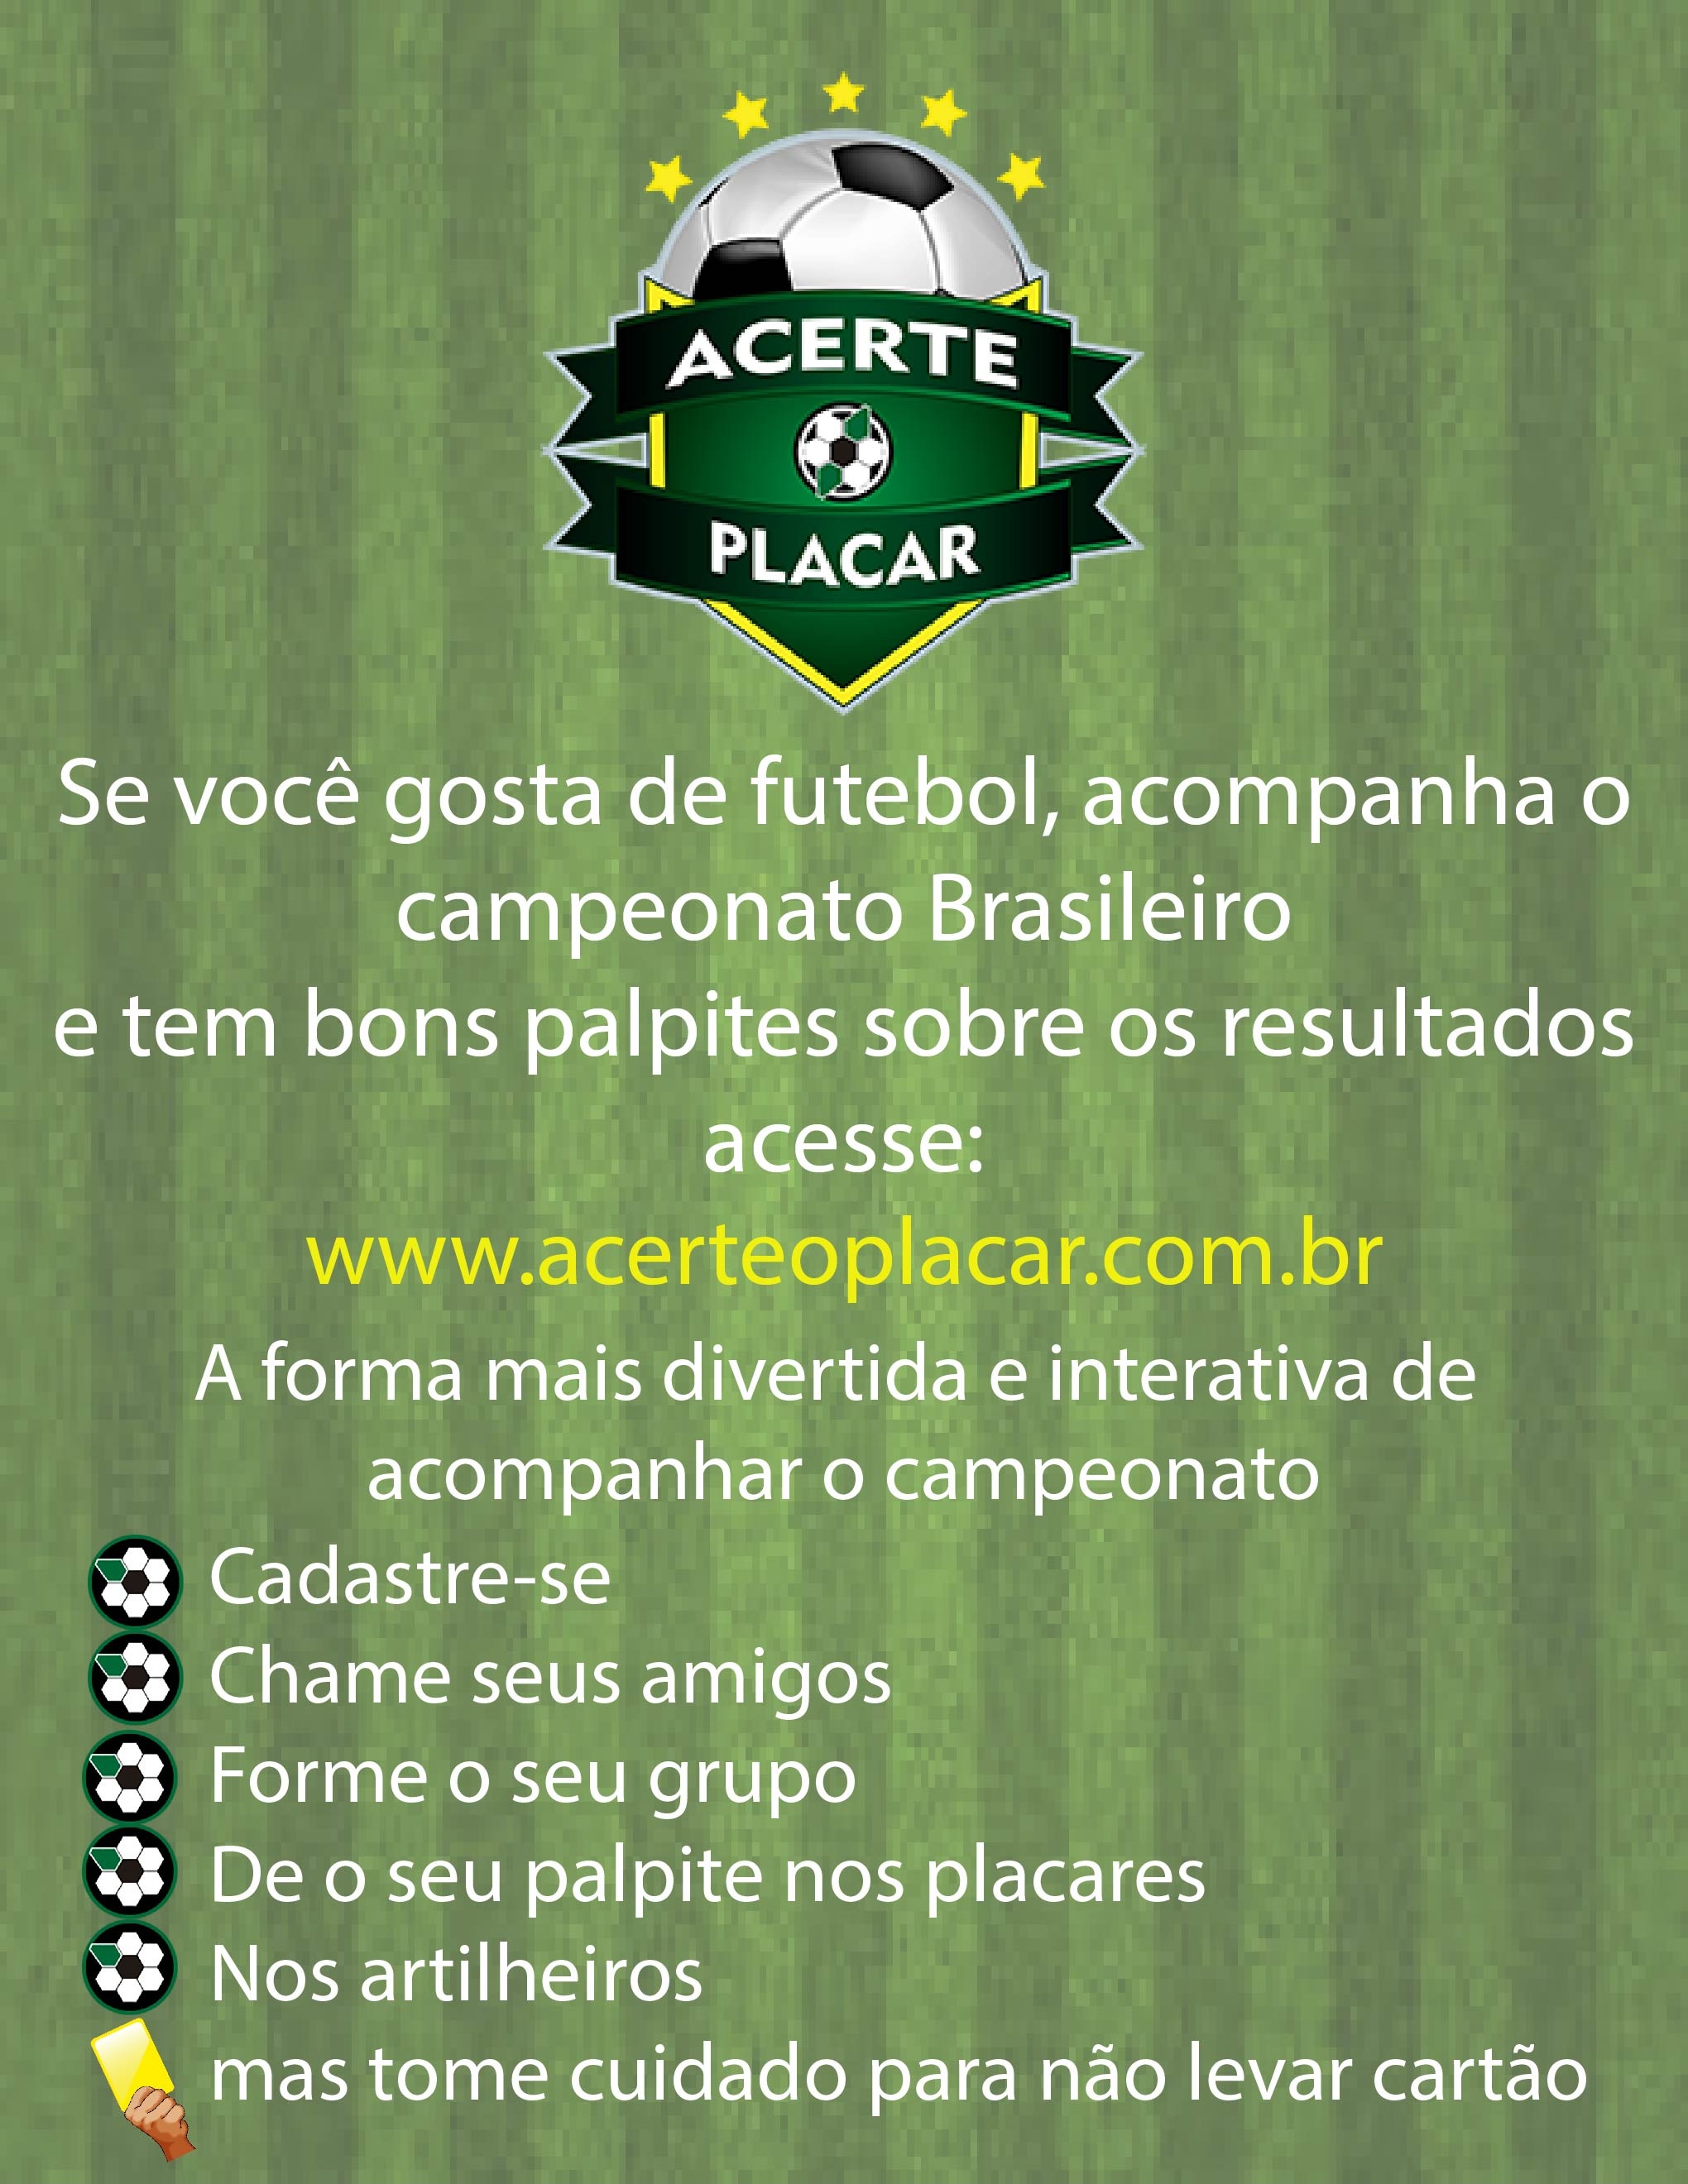 ACERTE
PLACAR
Se você gosta de futebol, acompanha o
campeonato Brasileiro
e tem bons palpites sobre os resultados
acesse:
www.acerteoplacar.com.br
A forma mais divertida e interativa de
acompanhar o campeonato
Cadastre-se
Chame seus amigos
Forme o seu grupo
De o seu palpite nos placares
Nos artilheiros
mas tome cuidado para não levar cartão